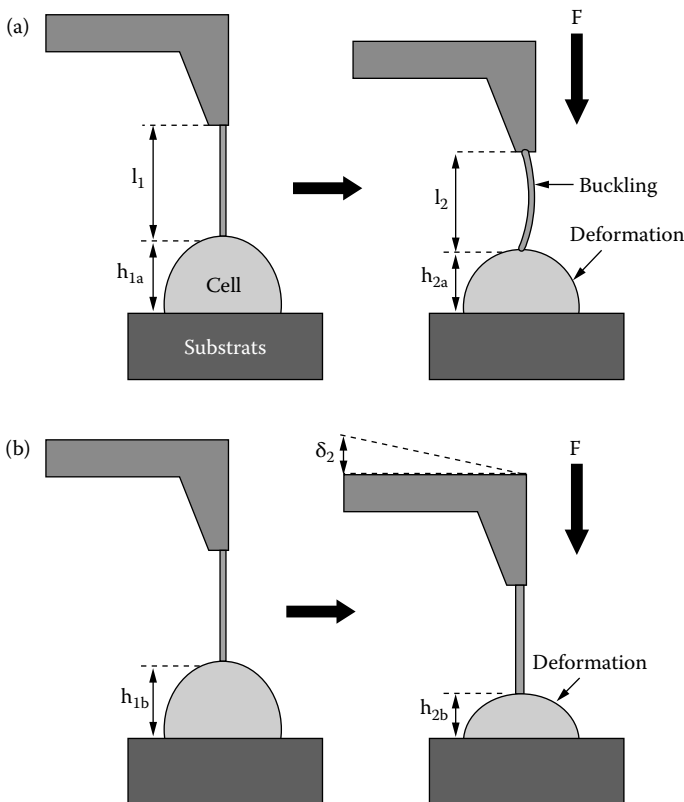 (a)
F
l₁
l₂
Buckling
Deformation
h₁ₐ
h₂ₐ
Cell
Substrats
(b)
δ₂
F
Deformation
h₁b
h₂b